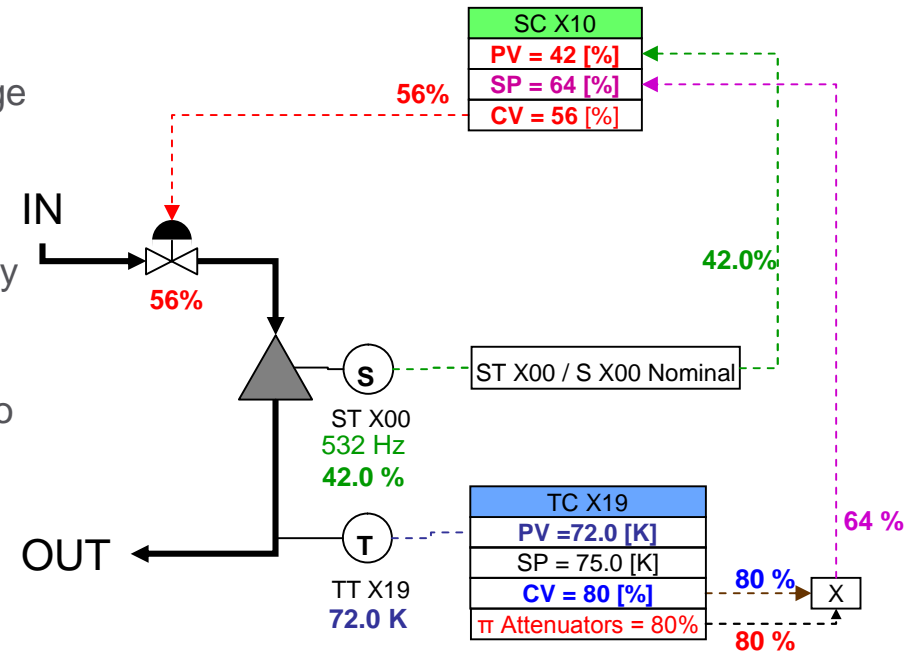 SC X10
PV = 42 [%]
SP = 64 [%]
CV = 56 [%]
56%
ge
IN
y
56%
42.0%
S
ST X00 / S X00 Nominal
ST X00
532 Hz
42.0 %
o
TC X19
PV =72.0 [K]
SP = 75.0 [K]
CV = 80 [%]
π Attenuators = 80%
64 %
80 %
X
80 %
OUT
T
TT X19
72.0 K